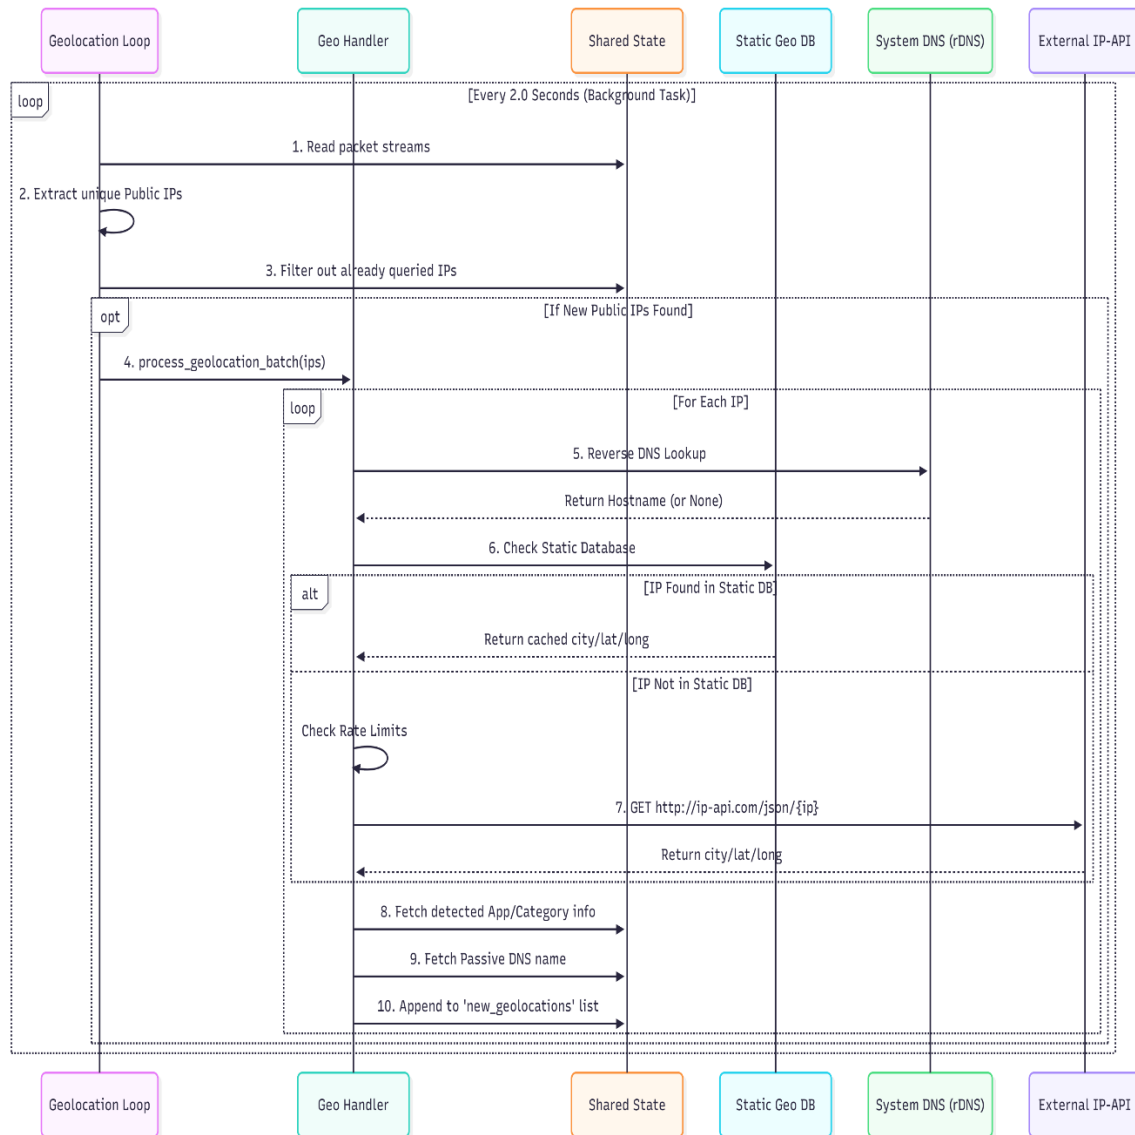 Geolocation Loop
Geo Handler
Shared State
Static Geo DB
System DNS (rDNS)
External IP-API
loop
[Every 2.0 Seconds (Background Task)]
1. Read packet streams
2. Extract unique Public IPs
3. Filter out already queried IPs
opt
[If New Public IPs Found]
4. process_geolocation_batch(ips)
loop
[For Each IP]
5. Reverse DNS Lookup
Return Hostname (or None)
6. Check Static Database
alt
[IP Found in Static DB]
Return cached city/lat/long
[IP Not in Static DB]
Check Rate Limits
7. GET http://ip-api.com/json/{ip}
Return city/lat/long
8. Fetch detected App/Category info
9. Fetch Passive DNS name
10. Append to 'new_geolocations' list
Geolocation Loop
Geo Handler
Shared State
Static Geo DB
System DNS (rDNS)
External IP-API